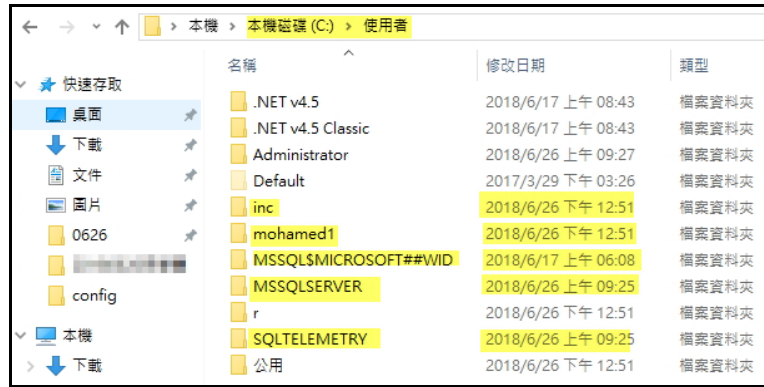 本機 › 本機磁碟 (C:) › 使用者
名稱 修改日期 類型
快速存取
桌面
下載
文件
圖片
0626
config
本機
下載
.NET v4.5 2018/6/17 上午 08:43 檔案資料夾
.NET v4.5 Classic 2018/6/17 上午 08:43 檔案資料夾
Administrator 2018/6/26 上午 09:27 檔案資料夾
Default 2017/3/29 下午 03:26 檔案資料夾
inc 2018/6/26 下午 12:51 檔案資料夾
mohamed1 2018/6/26 下午 12:51 檔案資料夾
MSSQL$MICROSOFT##WID 2018/6/17 上午 06:08 檔案資料夾
MSSQLSERVER 2018/6/26 上午 09:25 檔案資料夾
r 2018/6/26 下午 12:51 檔案資料夾
SQLTELEMETRY 2018/6/26 上午 09:25 檔案資料夾
公用 2018/6/26 下午 12:51 檔案資料夾